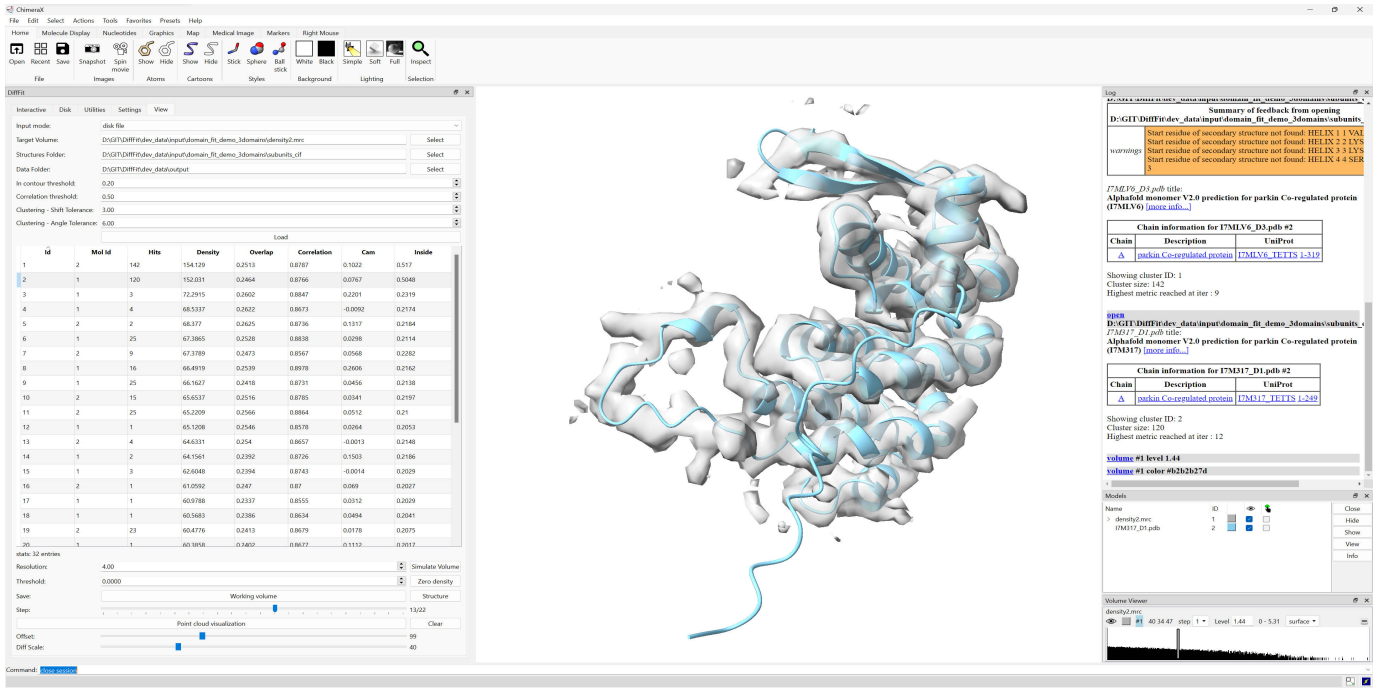 ChimeraX
File Edit Select Actions Tools Favorites Presets Help
Home Molecule Display Nucleotides Graphics Map Medical Image Markers Right Mouse
Open Recent Save Snapshot Spin movie Show Hide Show Hide Stick Sphere Ball stick White Black Simple Soft Full Inspect
File Images Atoms Cartoons Styles Background Lighting Selection
DiffFit
Interactive Disk Utilities Settings View
Input mode: disk file
Target Volume: D:\GIT\DiffFit\dev_data\input\domain_fit_demo_3domains\density2.mrc Select
Structures Folder: D:\GIT\DiffFit\dev_data\input\domain_fit_demo_3domains\subunits_cif Select
Data Folder: D:\GIT\DiffFit\dev_data\output Select
In contour threshold: 0.20
Correlation threshold: 0.50
Clustering - Shift Tolerance: 3.00
Clustering - Angle Tolerance: 6.00
Load
Id Mol Id Hits Density Overlap Correlation Cam Inside
1 2 142 154.129 0.2513 0.8787 0.1022 0.517
2 1 120 152.031 0.2464 0.8766 0.0767 0.5048
3 1 3 72.2915 0.2602 0.8847 0.2201 0.2319
4 1 4 68.5337 0.2622 0.8673 -0.0092 0.2174
5 2 2 68.377 0.2625 0.8736 0.1317 0.2184
6 1 25 67.3865 0.2528 0.8838 0.0298 0.2214
7 2 9 67.3789 0.2473 0.8567 0.0568 0.2282
8 1 16 66.4919 0.2539 0.8978 0.2606 0.2162
9 1 25 66.1627 0.2418 0.8731 0.0456 0.2138
10 2 15 65.6537 0.2516 0.8785 0.0341 0.2197
11 2 25 65.2209 0.2566 0.8864 0.0512 0.21
12 1 1 65.1208 0.2546 0.8578 0.0264 0.2053
13 2 4 64.6331 0.254 0.8657 -0.0013 0.2148
14 1 2 64.1561 0.2392 0.8726 0.1503 0.2186
15 1 3 62.6048 0.2394 0.8743 -0.0014 0.2029
16 2 1 61.0592 0.247 0.87 0.069 0.2027
17 1 1 60.9788 0.2337 0.8555 0.0312 0.2029
18 1 1 60.5683 0.2386 0.8634 0.0494 0.2041
19 2 23 60.4776 0.2413 0.8679 0.0178 0.2075
20 1 1 60.3858 0.2402 0.8677 0.1112 0.2017
stats: 32 entries
Resolution: 4.00 Simulate Volume
Threshold: 0.0000 Zero density
Save: Working volume Structure
Step: 13/22
Point cloud visualization Clear
Offset: 99
Diff Scale: 40
Command: close session
Log
Summary of feedback from opening
D:\GIT\DiffFit\dev_data\input\domain_fit_demo_3domains\subunits_
warnings
Start residue of secondary structure not found: HELIX 1 1 VAL
Start residue of secondary structure not found: HELIX 2 2 LYS
Start residue of secondary structure not found: HELIX 3 3 LYS
Start residue of secondary structure not found: HELIX 4 4 SER
3
I7MLV6_D3.pdb title:
Alphafold monomer V2.0 prediction for parkin Co-regulated protein
(I7MLV6) [more info...]
Chain information for I7MLV6_D3.pdb #2
Chain Description UniProt
A parkin Co-regulated protein I7MLV6_TETTS 1-319
Showing cluster ID: 1
Cluster size: 142
Highest metric reached at iter : 9
open
D:\GIT\DiffFit\dev_data\input\domain_fit_demo_3domains\subunits_
I7M317_D1.pdb title:
Alphafold monomer V2.0 prediction for parkin Co-regulated protein
(I7M317) [more info...]
Chain information for I7M317_D1.pdb #2
Chain Description UniProt
A parkin Co-regulated protein I7M317_TETTS 1-249
Showing cluster ID: 2
Cluster size: 120
Highest metric reached at iter : 12
volume #1 level 1.44
volume #1 color #b2b2b27d
Models
Name ID Close
density2.mrc 1 Hide
I7M317_D1.pdb 2 Show
View
Info
Volume Viewer
density2.mrc
#1 40 34 47 step 1 Level 1.44 0 - 5.31 surface